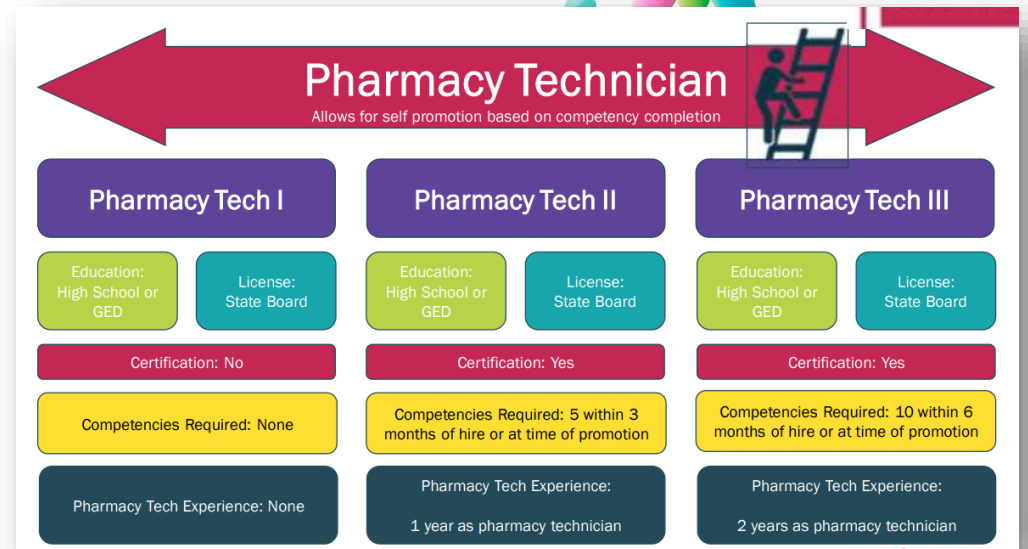 Pharmacy Technician
Allows for self promotion based on competency completion
Pharmacy Tech I
Pharmacy Tech II
Pharmacy Tech III
Education:
High School or
GED
License:
State Board
Education:
High School or
GED
License:
State Board
Education:
High School or
GED
License:
State Board
Certification: No
Certification: Yes
Certification: Yes
Competencies Required: None
Competencies Required: 5 within 3
months of hire or at time of promotion
Competencies Required: 10 within 6
months of hire or at time of promotion
Pharmacy Tech Experience: None
Pharmacy Tech Experience:
1 year as pharmacy technician
Pharmacy Tech Experience:
2 years as pharmacy technician